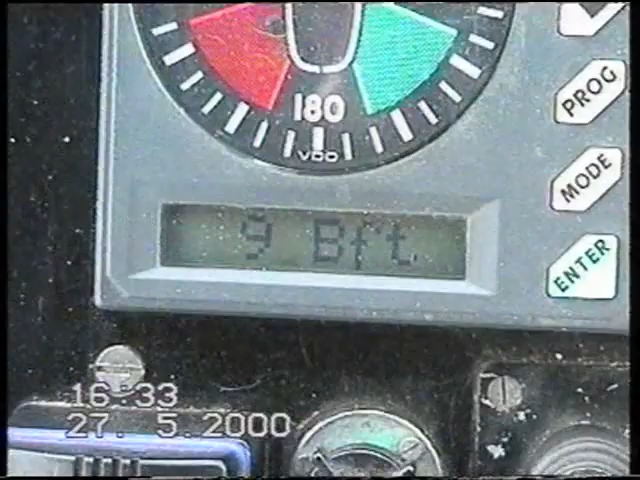 180
VDO
PROG
MODE
9 Bft
ENTER
16:33
27. 5.2000